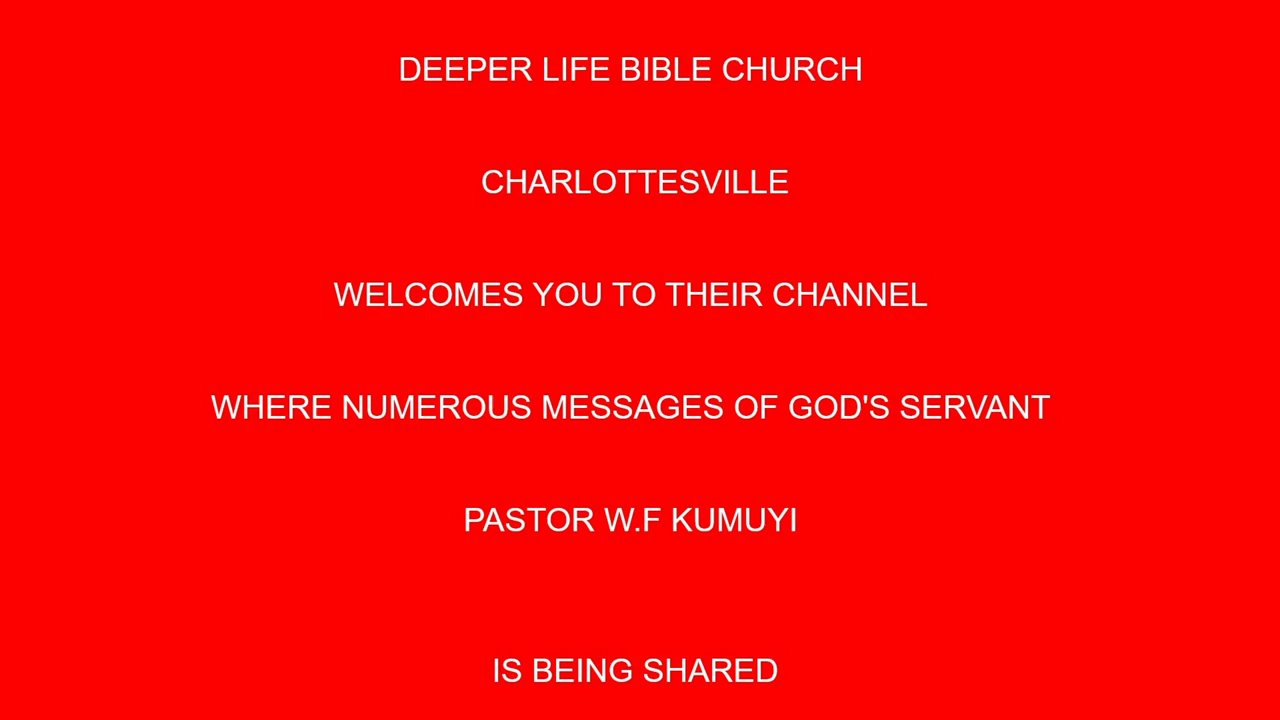 DEEPER LIFE BIBLE CHURCH
CHARLOTTESVILLE
WELCOMES YOU TO THEIR CHANNEL
WHERE NUMEROUS MESSAGES OF GOD'S SERVANT
PASTOR W.F KUMUYI
IS BEING SHARED